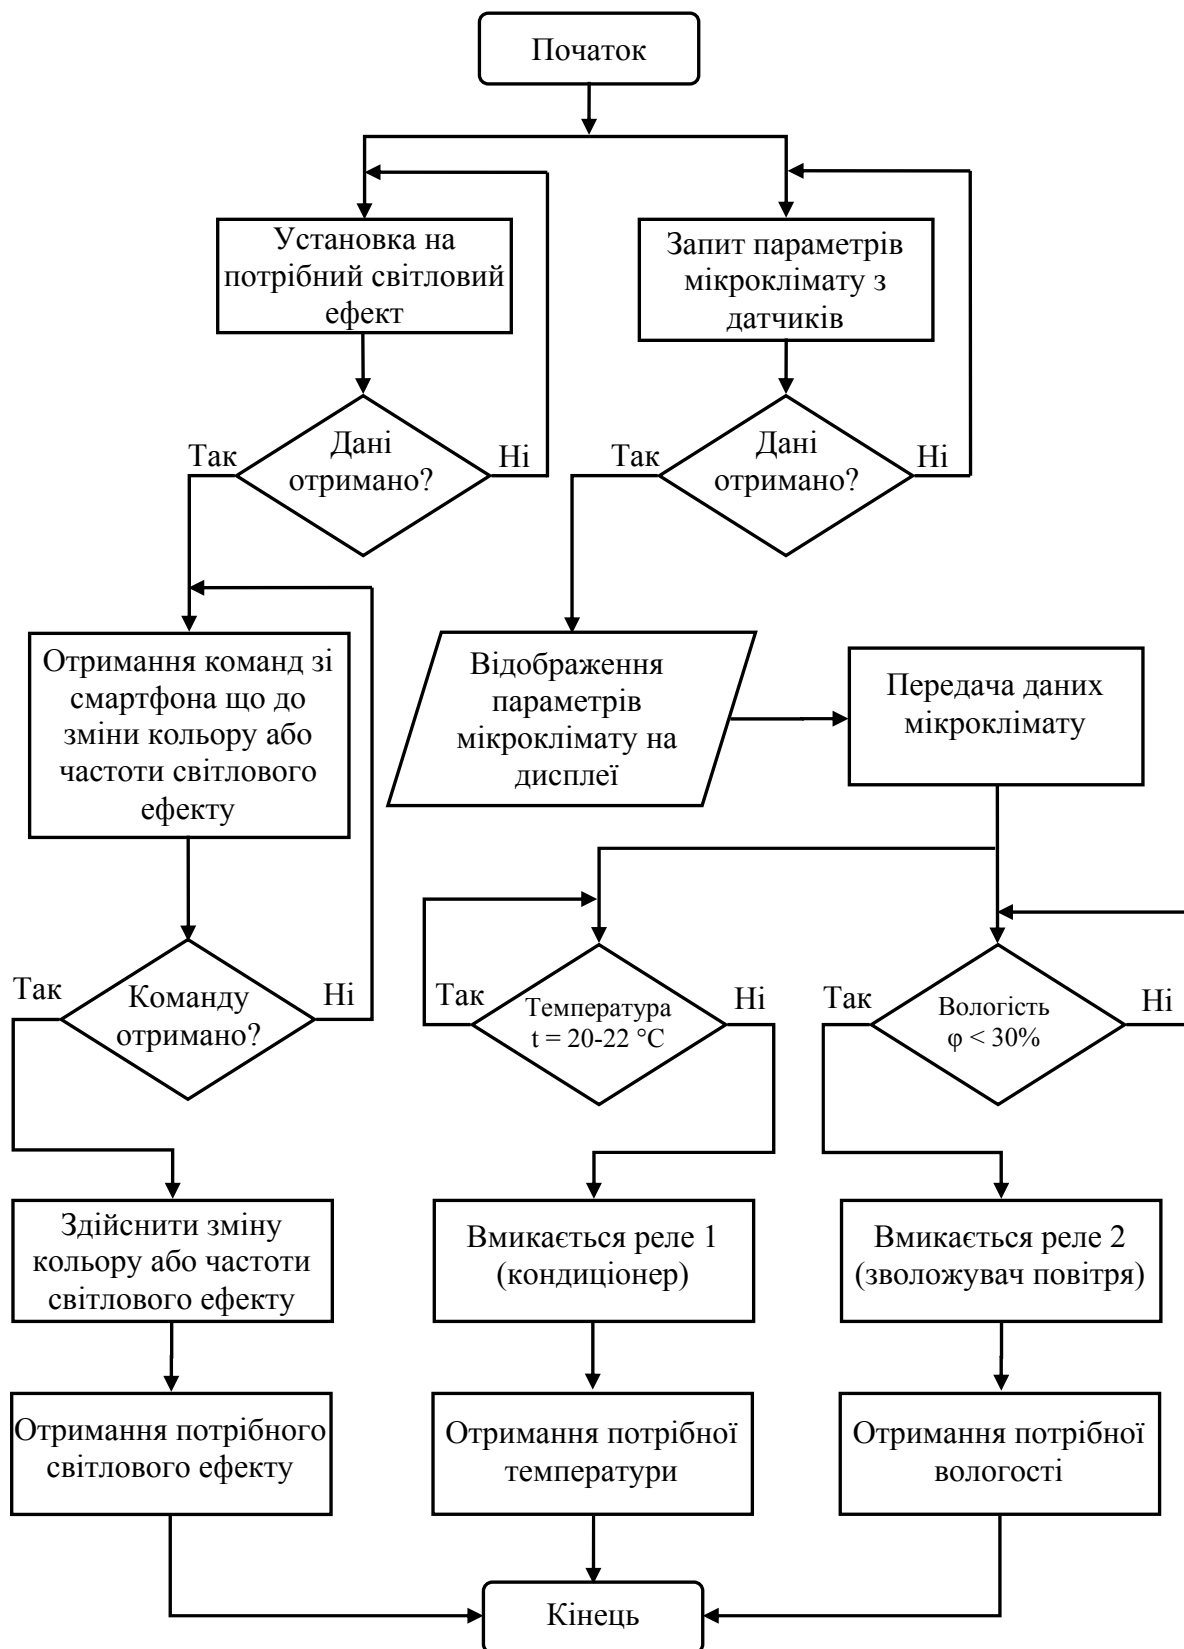 Початок
Установка на
потрібний світловий
ефект
Запит параметрів
мікроклімату з
датчиків
Так
Дані
отримано?
Ні
Так
Дані
отримано?
Ні
Отримання команд зі
смартфона що до
зміни кольору або
частоти світлового
ефекту
Відображення
параметрів
мікроклімату на
дисплеї
Передача даних
мікроклімату
Так
Команду
отримано?
Ні
Так
Температура
t = 20-22 °C
Ні
Так
Вологість
φ < 30%
Ні
Здійснити зміну
кольору або частоти
світлового ефекту
Вмикається реле 1
(кондиціонер)
Вмикається реле 2
(зволожувач повітря)
Отримання потрібного
світлового ефекту
Отримання потрібної
температури
Отримання потрібної
вологості
Кінець